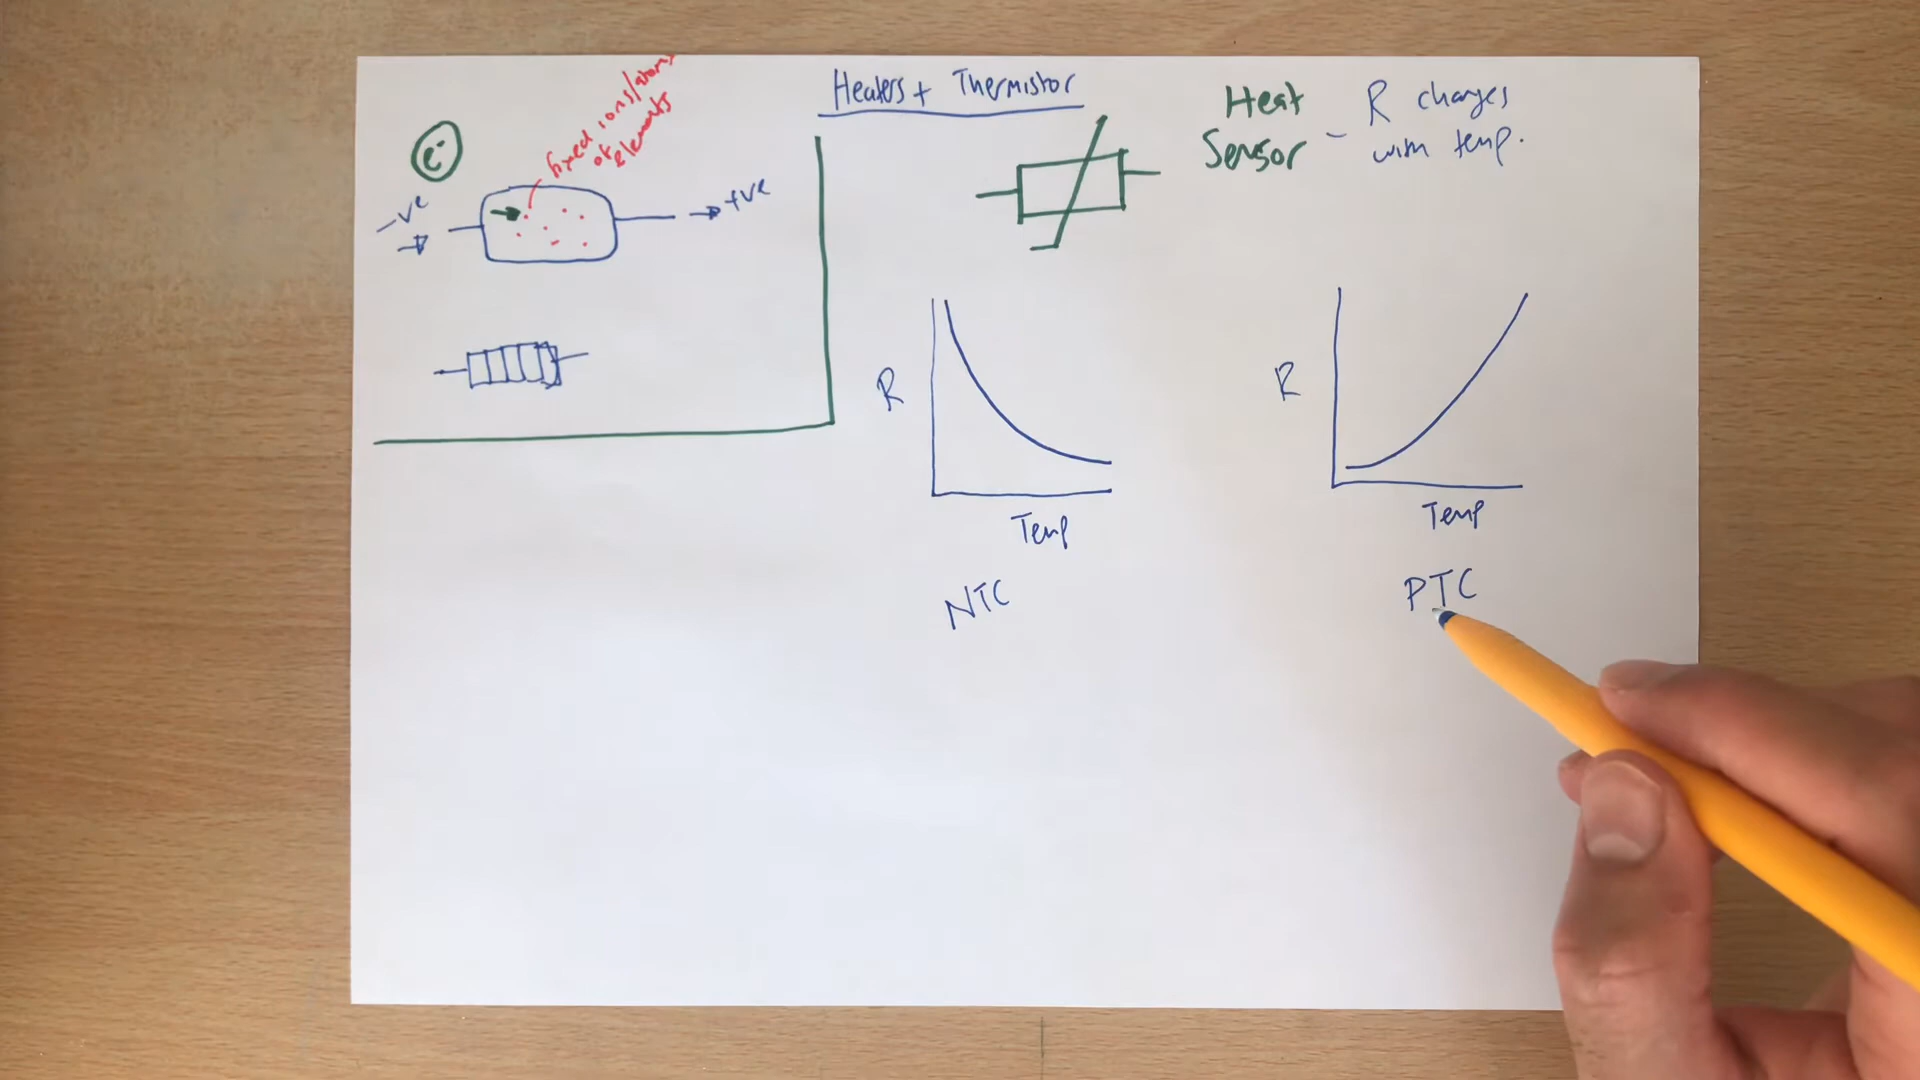 Heaters + Thermistor
fixed ions/atoms
of
elements
e-
-ve
+ve
Heat
Sensor - R changes
with temp.
R
Temp
NTC
R
Temp
PTC